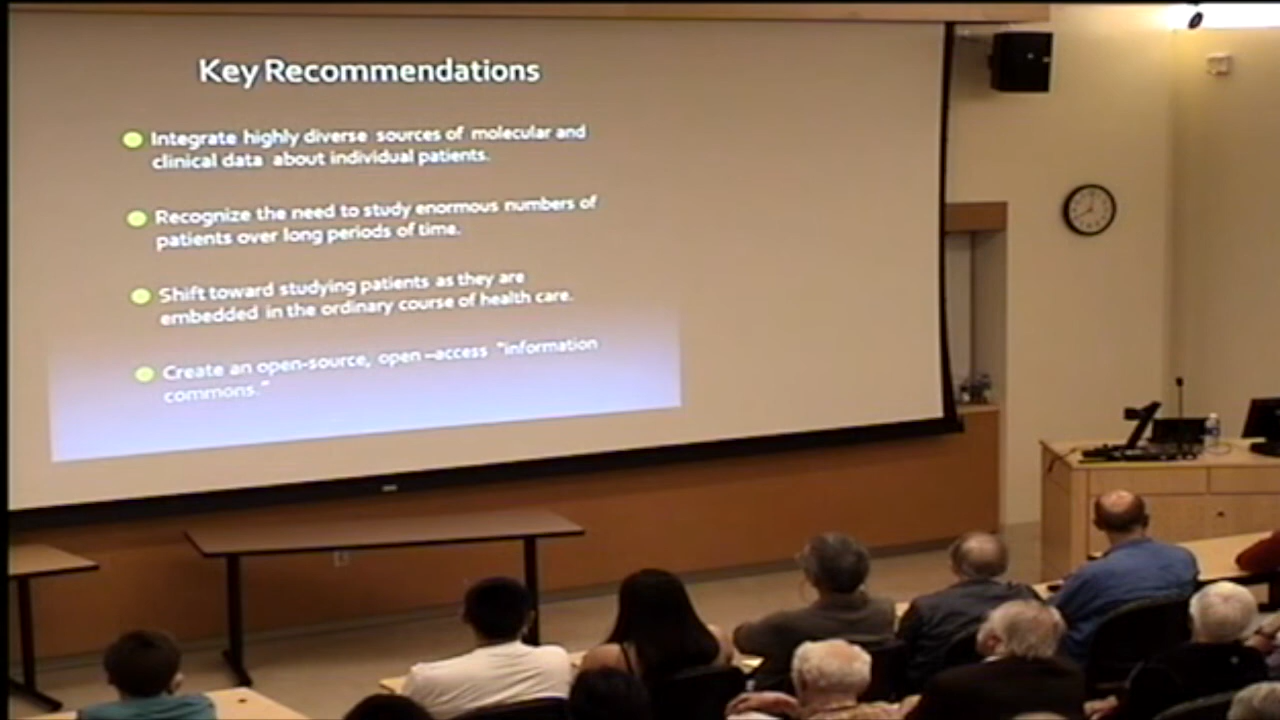 Key Recommendations
Integrate highly diverse sources of molecular and
clinical data about individual patients.
Recognize the need to study enormous numbers of
patients over long periods of time.
Shift toward studying patients as they are
embedded in the ordinary course of health care.
Create an open-source, open –access "information
commons."